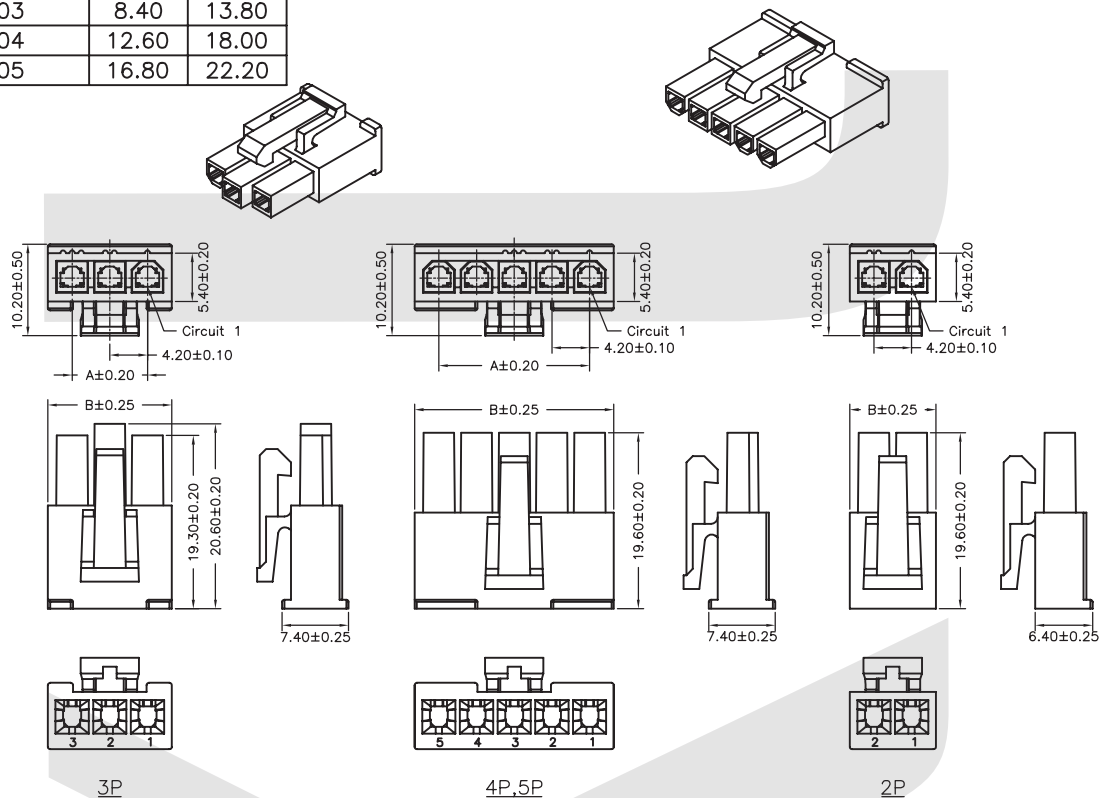 03 8.40 13.80
04 12.60 18.00
05 16.80 22.20
10.20±0.50
5.40±0.20
Circuit 1
4.20±0.10
A±0.20
10.20±0.50
5.40±0.20
Circuit 1
4.20±0.10
A±0.20
10.20±0.50
5.40±0.20
Circuit 1
4.20±0.10
B±0.25
19.30±0.20
20.60±0.20
7.40±0.25
B±0.25
19.60±0.20
7.40±0.25
B±0.25
19.60±0.20
6.40±0.25
3 2 1
5 4 3 2 1
2 1
3P
4P,5P
2P